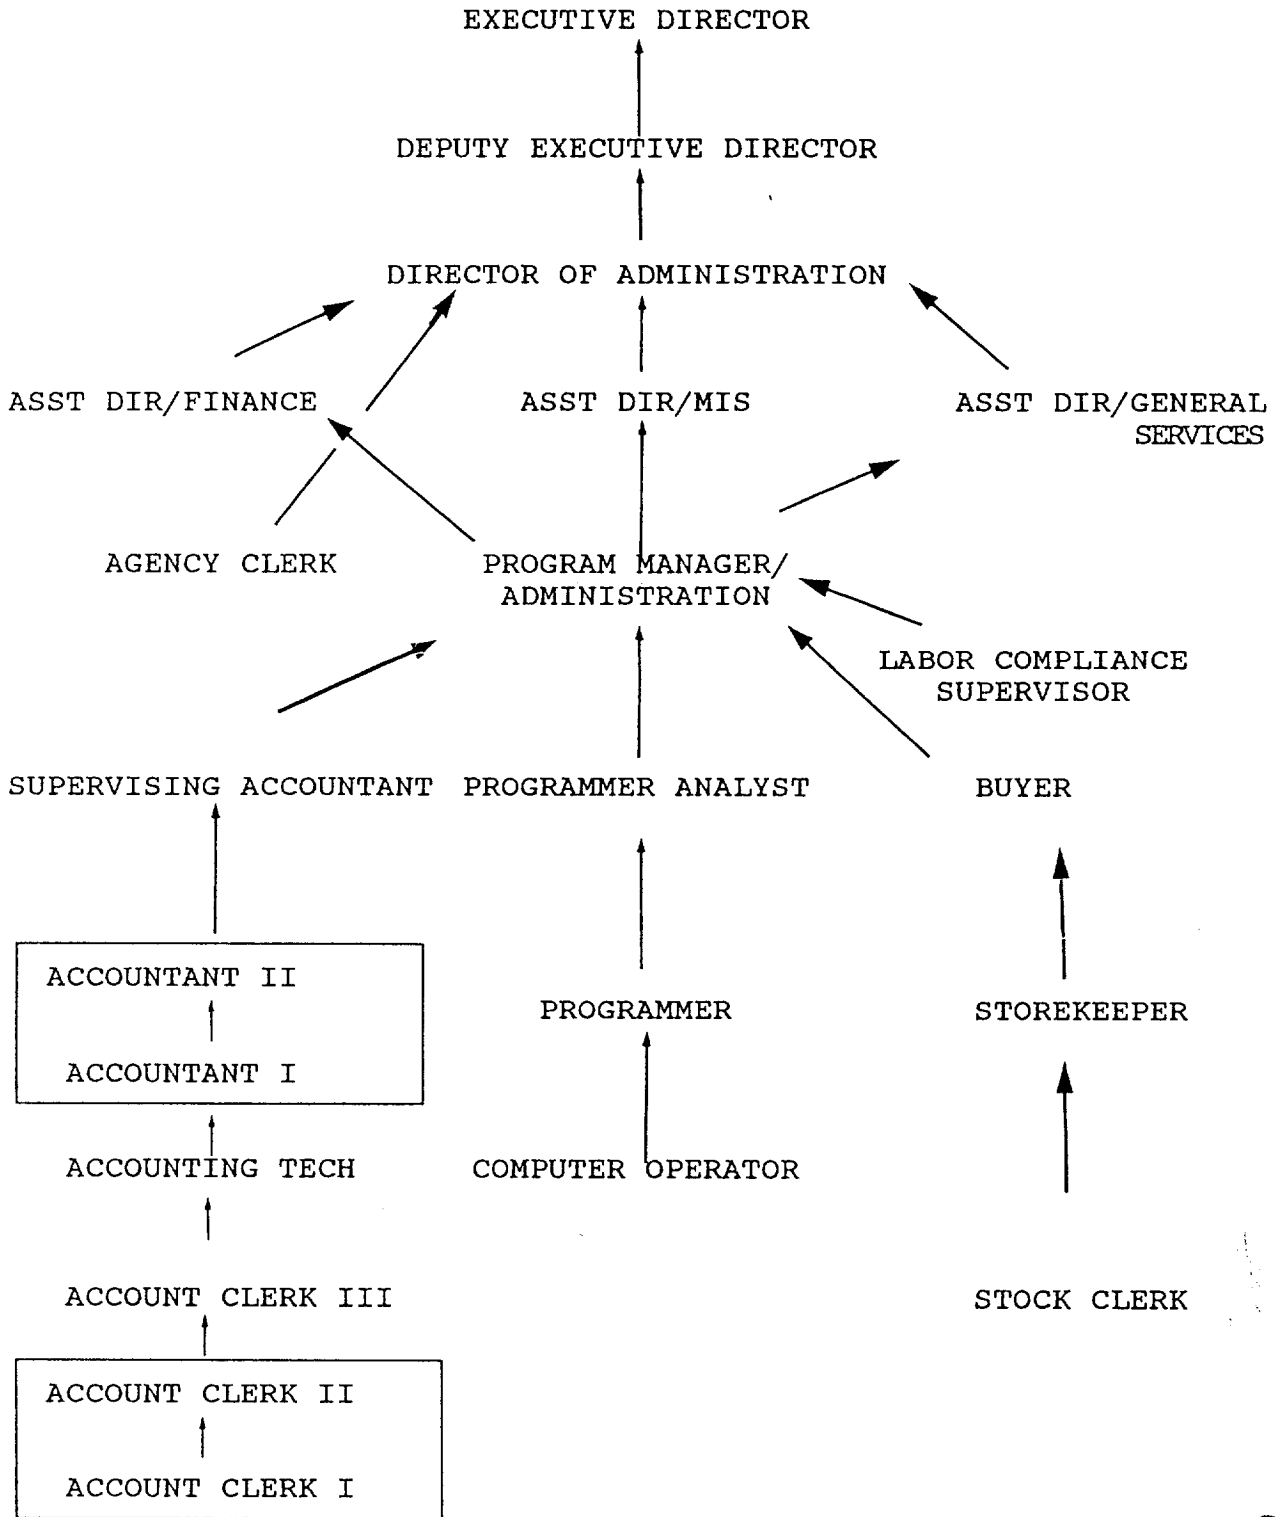 EXECUTIVE DIRECTOR
DEPUTY EXECUTIVE DIRECTOR
DIRECTOR OF ADMINISTRATION
ASST DIR/FINANCE
ASST DIR/MIS
ASST DIR/GENERAL
SERVICES
AGENCY CLERK
PROGRAM MANAGER/
ADMINISTRATION
LABOR COMPLIANCE
SUPERVISOR
SUPERVISING ACCOUNTANT
PROGRAMMER ANALYST
BUYER
ACCOUNTANT II
PROGRAMMER
STOREKEEPER
ACCOUNTANT I
ACCOUNTING TECH
COMPUTER OPERATOR
ACCOUNT CLERK III
STOCK CLERK
ACCOUNT CLERK II
ACCOUNT CLERK I